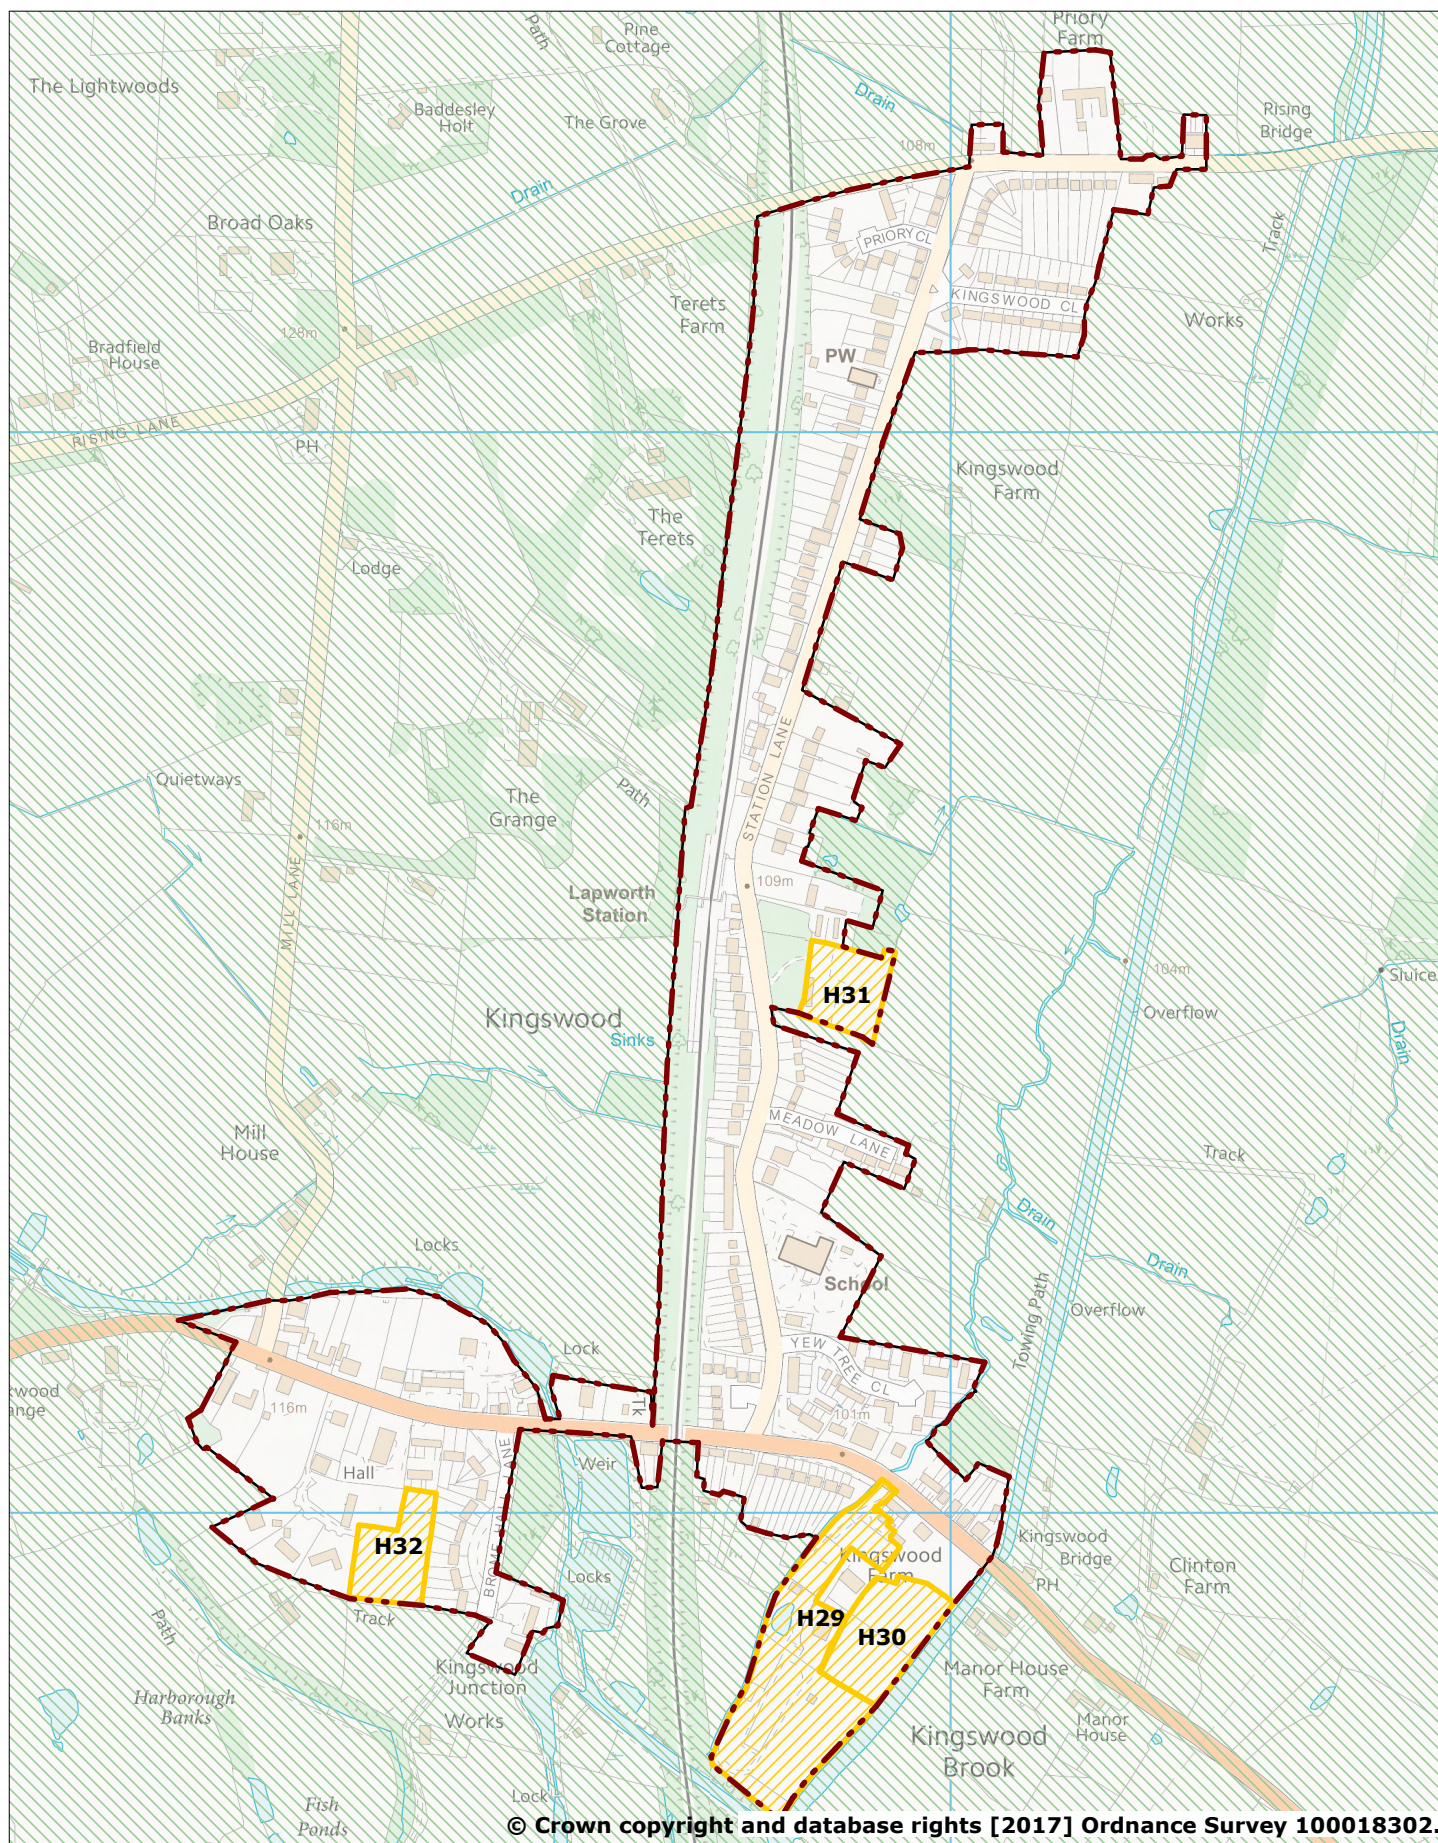 Priory
Farm
Path
Pine
Cottage
The Lightwoods
Baddesley
Holt
The Grove
Drain
Rising
Bridge
108m
Drain
Broad Oaks
PRIORY CL
Track
Terets
Farm
KINGSWOOD CL
Works
128m
Bradfield
House
PW
RISING LANE
PH
Kingswood
Farm
The
Terets
Lodge
STATION LANE
Quietways
The
Grange
Path
116m
MILL LANE
109m
Lapworth
Station
H31
104m
Sluice
Kingswood
Overflow
Sinks
Drain
MEADOW LANE
Mill
House
Track
Drain
Locks
Drain
School
Towing Path
Overflow
Lock
YEW TREE CL
wood
ange
Tk
116m
101m
Hall
BROME HALL LANE
Weir
H32
Kingswood
Farm
Kingswood
Bridge
PH
Clinton
Farm
Locks
Path
Track
H29
H30
Kingswood
Junction
Manor House
Farm
Harborough
Banks
Works
Manor
House
Kingswood
Brook
Fish
Ponds
Lock
© Crown copyright and database rights [2017] Ordnance Survey 100018302.